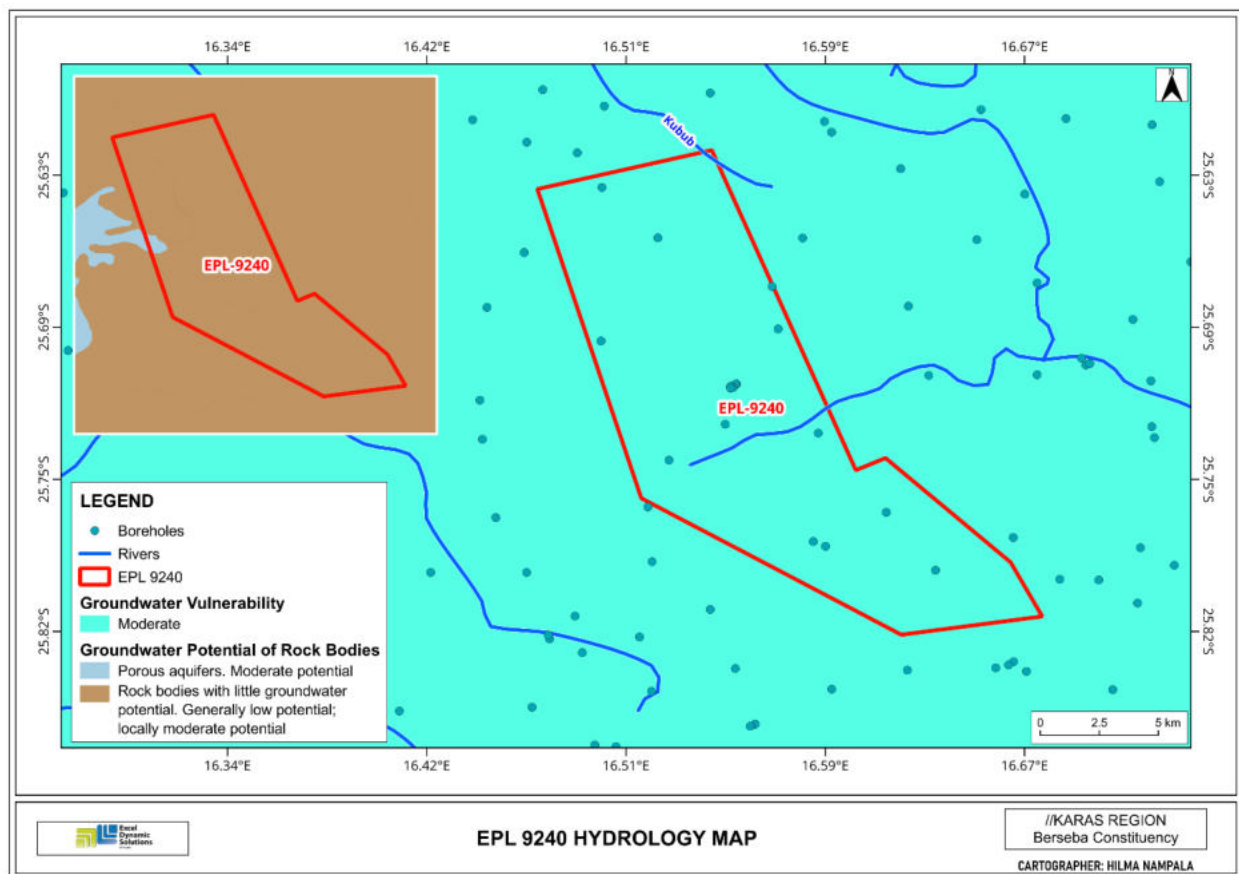 16.34°E 16.42°E 16.51°E 16.59°E 16.67°E
N
Kubub
25.63°S 25.63°S
EPL-9240
25.69°S 25.69°S
EPL-9240
25.75°S 25.75°S
LEGEND
Boreholes
Rivers
EPL 9240
Groundwater Vulnerability
Moderate
25.82°S 25.82°S
Groundwater Potential of Rock Bodies
Porous aquifers. Moderate potential
Rock bodies with little groundwater
potential. Generally low potential;
locally moderate potential
0 2.5 5 km
16.34°E 16.42°E 16.51°E 16.59°E 16.67°E
Excel
Dynamic
Solutions
EPL 9240 HYDROLOGY MAP
//KARAS REGION
Berseba Constituency
CARTOGRAPHER: HILMA NAMPALA